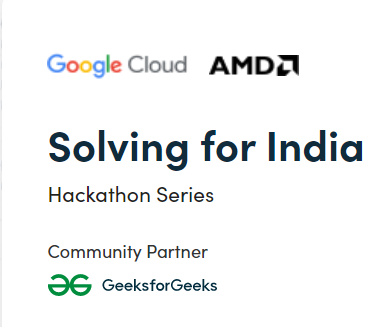 Google Cloud AMD
Solving for India
Hackathon Series
Community Partner
GeeksforGeeks